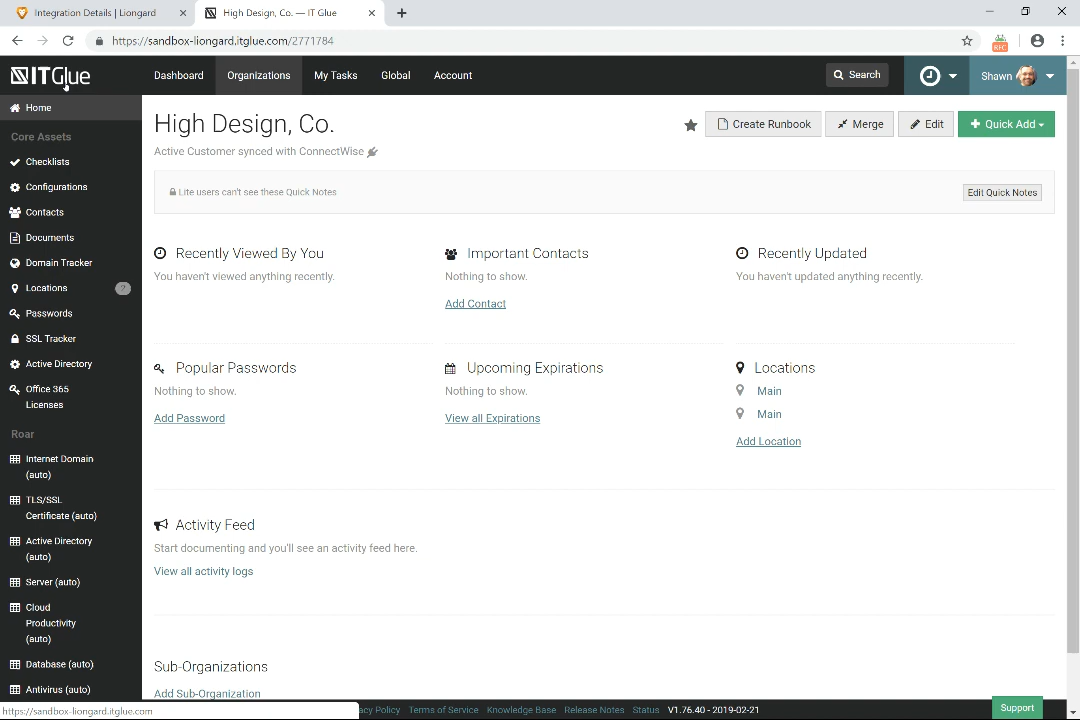 Integration Details | Liongard
High Design, Co. — IT Glue
https://sandbox-liongard.itglue.com/2771784
REC
ITGlue
Dashboard
Organizations
My Tasks
Global
Account
Search
Shawn
Home
Core Assets
Checklists
Configurations
Contacts
Documents
Domain Tracker
Locations
2
Passwords
SSL Tracker
Active Directory
Office 365
Licenses
Roar
Internet Domain
(auto)
TLS/SSL
Certificate (auto)
Active Directory
(auto)
Server (auto)
Cloud
Productivity
(auto)
Database (auto)
Antivirus (auto)
High Design, Co.
Create Runbook
Merge
Edit
Quick Add
Active Customer synced with ConnectWise
Lite users can't see these Quick Notes
Edit Quick Notes
Recently Viewed By You
You haven't viewed anything recently.
Important Contacts
Nothing to show.
Add Contact
Recently Updated
You haven't updated anything recently.
Popular Passwords
Nothing to show.
Add Password
Upcoming Expirations
Nothing to show.
View all Expirations
Locations
Main
Main
Add Location
Activity Feed
Start documenting and you'll see an activity feed here.
View all activity logs
Sub-Organizations
Add Sub-Organization
https://sandbox-liongard.itglue.com
acy Policy
Terms of Service
Knowledge Base
Release Notes
Status
V1.76.40 - 2019-02-21
Support